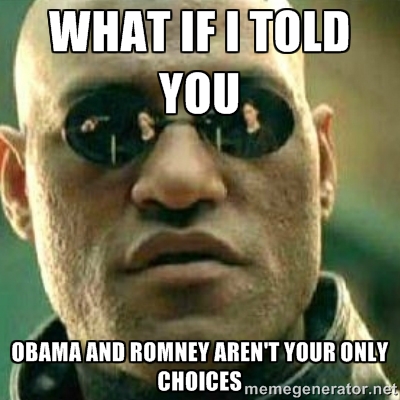 WHAT IF I TOLD
YOU
OBAMA AND ROMNEY AREN'T YOUR ONLY
CHOICES
memegenerator.net